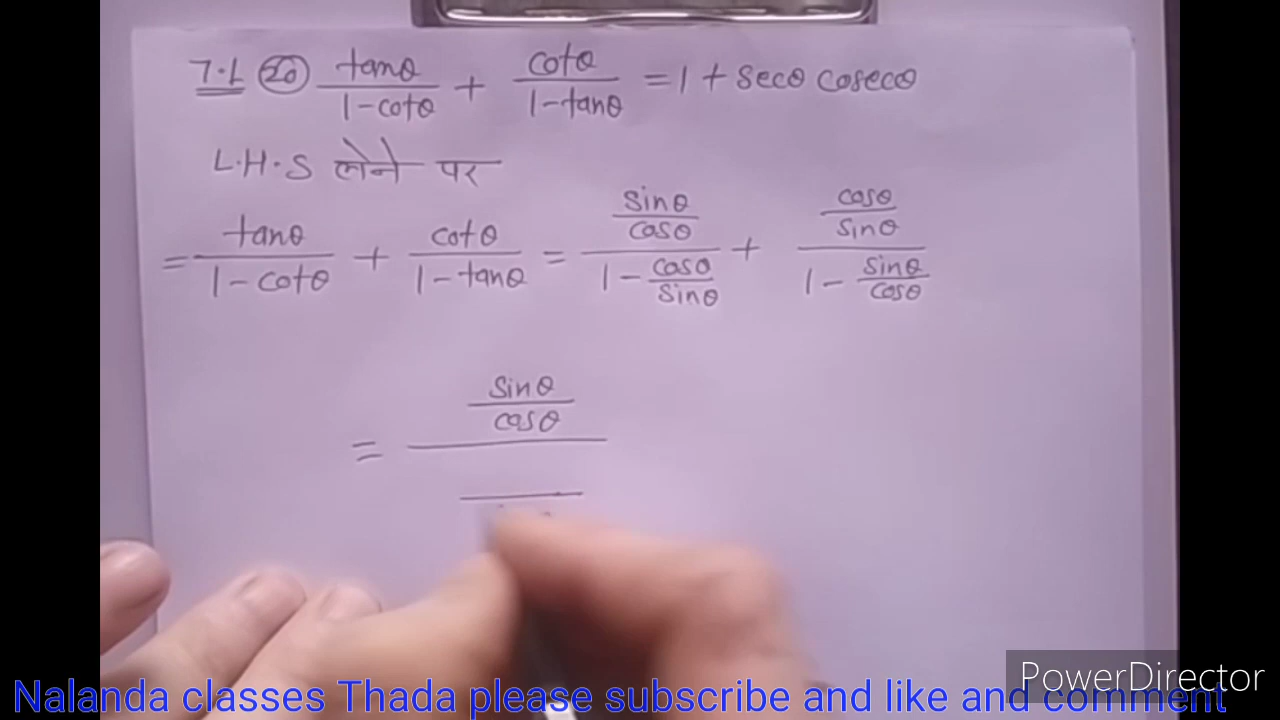 7.1 (20) tanθ/1-cotθ + cotθ/1-tanθ = 1 + secθ cosecθ
L.H.S लेने पर
= tanθ/1-cotθ + cotθ/1-tanθ = sinθ/cosθ/1-cosθ/sinθ + cosθ/sinθ/1-sinθ/cosθ
= sinθ/cosθ
PowerDirector
Nalanda classes Thada please subscribe and like and comment